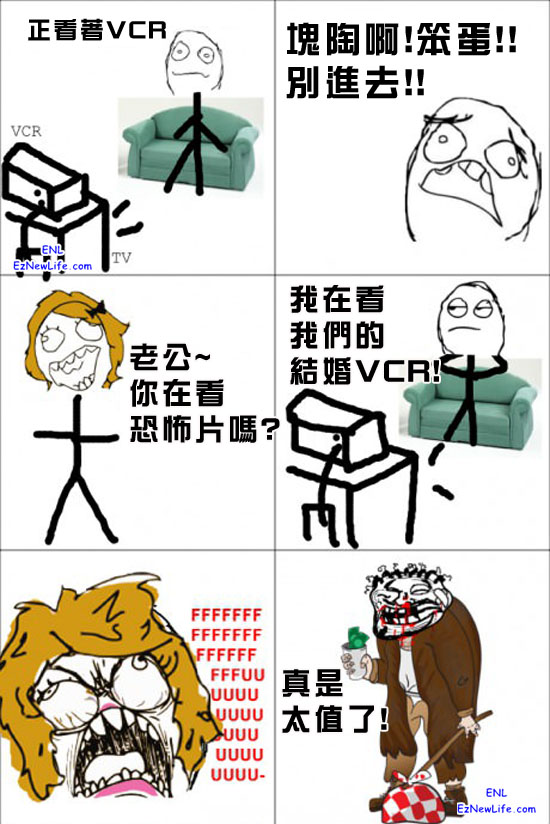 正看著VCR
VCR
TV
ENL
EzNewLife.com
塊陶啊!笨蛋!!
別進去!!
老公~
你在看
恐怖片嗎?
我在看
我們的
結婚VCR!
FFFFFFF
FFFFFFF
FFFFFF
FFFUU
UUUU
UUUU
UUUU
UUUU
UUUU-
真是
太值了!
ENL
EzNewLife.com